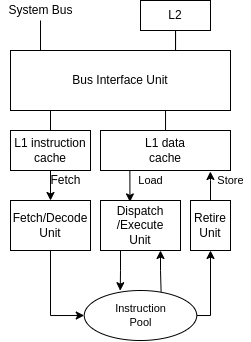 System Bus
L2
Bus Interface Unit
L1 instruction
cache
L1 data
cache
Fetch
Load
Store
Fetch/Decode
Unit
Dispatch
/Execute
Unit
Retire
Unit
Instruction
Pool